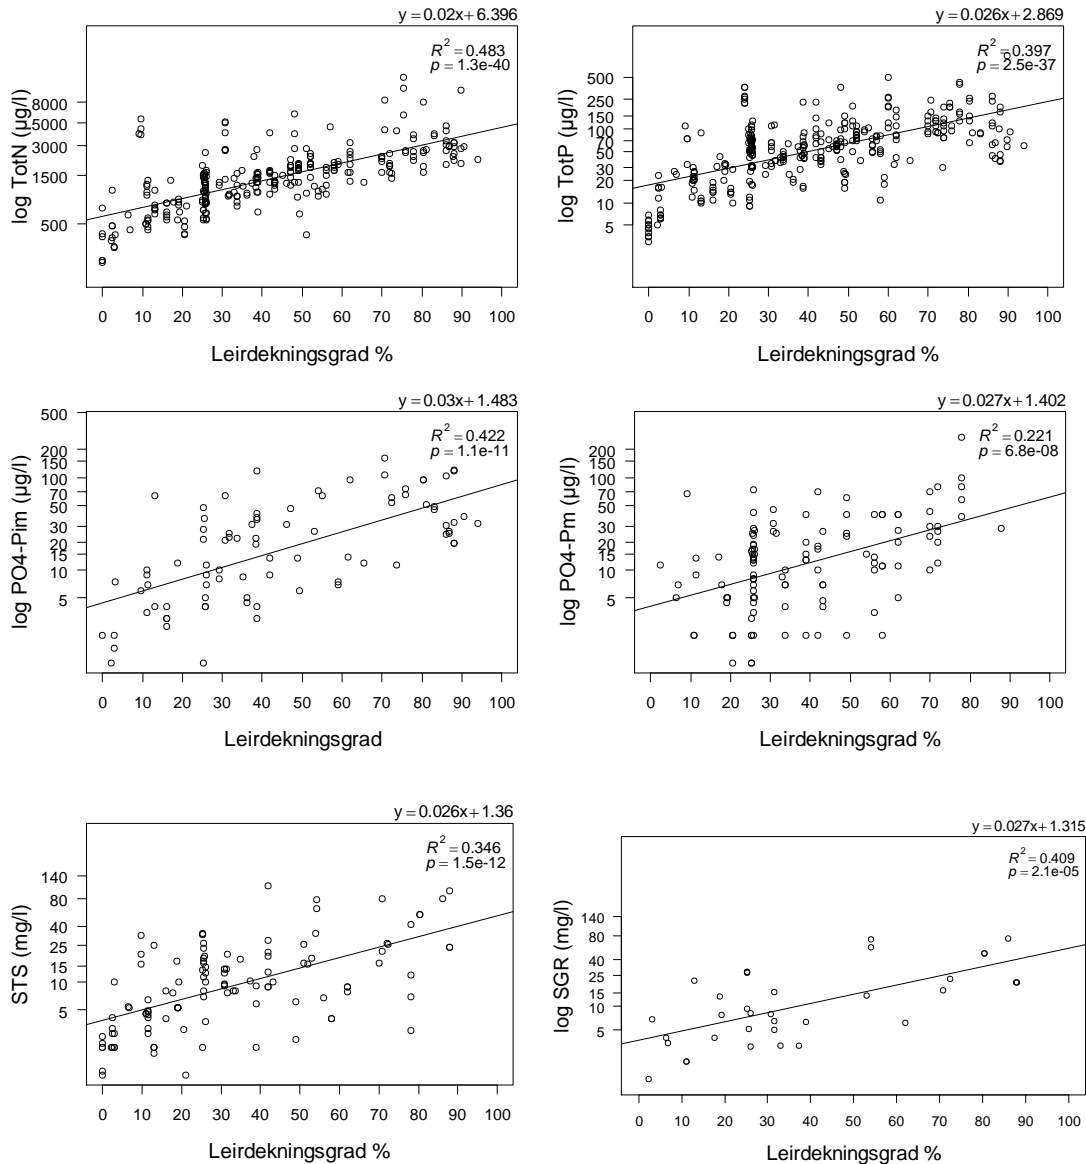 y = 0.02x + 6.396
R² = 0.483
p = 1.3e-40
log TotN (µg/l)
8000
5000
3000
1500
500
0 10 20 30 40 50 60 70 80 90 100
Leirdekningsgrad %
y = 0.026x + 2.869
R² = 0.397
p = 2.5e-37
log TotP (µg/l)
500
250
150
100
70
50
30
20
10
5
0 10 20 30 40 50 60 70 80 90 100
Leirdekningsgrad %
y = 0.03x + 1.483
R² = 0.422
p = 1.1e-11
log PO4-Pim (µg/l)
500
200
150
100
70
50
30
20
15
10
5
0 10 20 30 40 50 60 70 80 90 100
Leirdekningsgrad
y = 0.027x + 1.402
R² = 0.221
p = 6.8e-08
log PO4-Pm (µg/l)
200
150
100
70
50
30
20
15
10
5
0 10 20 30 40 50 60 70 80 90 100
Leirdekningsgrad %
y = 0.026x + 1.36
R² = 0.346
p = 1.5e-12
STS (mg/l)
140
80
40
25
15
10
5
0 10 20 30 40 50 60 70 80 90 100
Leirdekningsgrad %
y = 0.027x + 1.315
R² = 0.409
p = 2.1e-05
log SGR (mg/l)
140
80
40
25
15
10
5
0 10 20 30 40 50 60 70 80 90 100
Leirdekningsgrad %